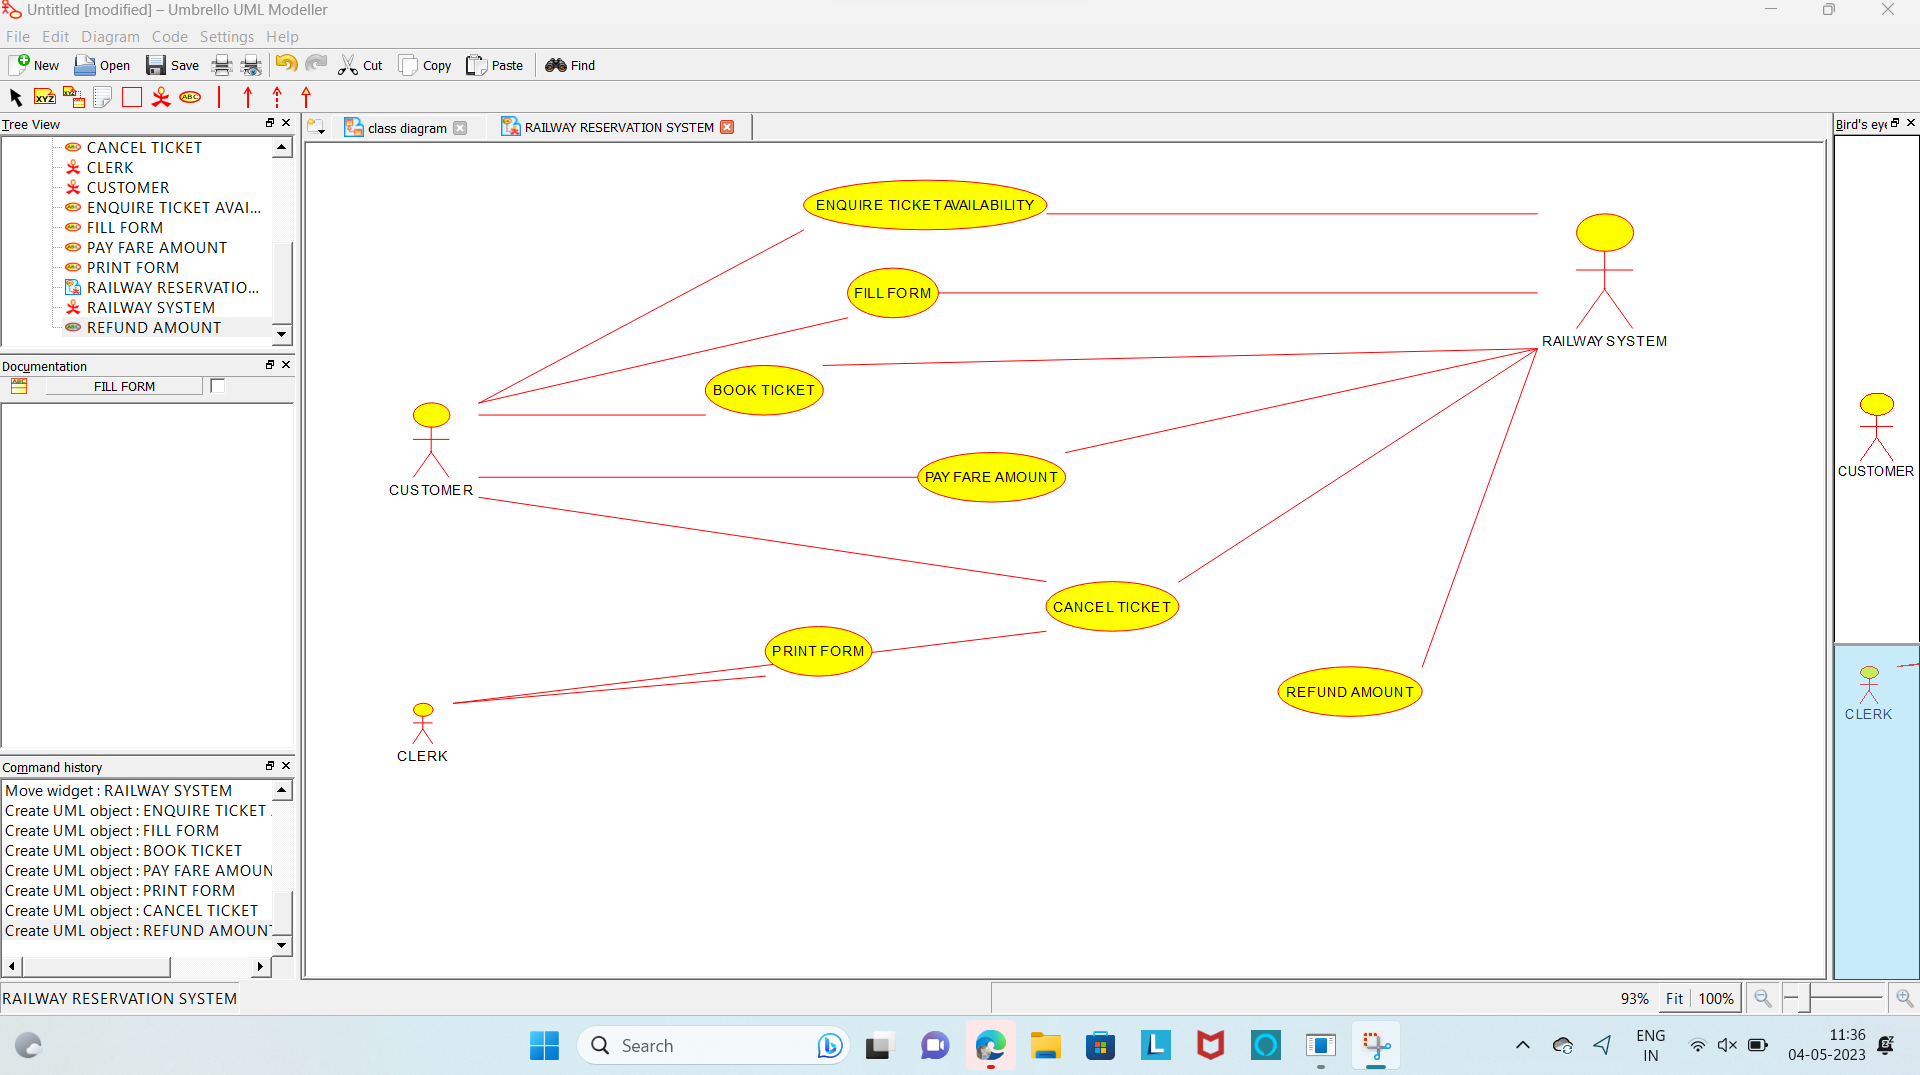 Untitled [modified] – Umbrello UML Modeller
File Edit Diagram Code Settings Help
New Open Save Cut Copy Paste Find
XYZ XYZ ABC
Tree View
CANCEL TICKET
CLERK
CUSTOMER
ENQUIRE TICKET AVAI...
FILL FORM
PAY FARE AMOUNT
PRINT FORM
RAILWAY RESERVATIO...
RAILWAY SYSTEM
REFUND AMOUNT
Documentation
FILL FORM
Command history
Move widget : RAILWAY SYSTEM
Create UML object : ENQUIRE TICKET
Create UML object : FILL FORM
Create UML object : BOOK TICKET
Create UML object : PAY FARE AMOUN
Create UML object : PRINT FORM
Create UML object : CANCEL TICKET
Create UML object : REFUND AMOUNT
class diagram
RAILWAY RESERVATION SYSTEM
ENQUIRE TICKET AVAILABILITY
FILL FORM
RAILWAY SYSTEM
BOOK TICKET
PAY FARE AMOUNT
CUSTOMER
CANCEL TICKET
PRINT FORM
REFUND AMOUNT
CLERK
Bird's eye
CUSTOMER
CLERK
RAILWAY RESERVATION SYSTEM
93% Fit 100%
Search
L
ENG
IN
11:36
04-05-2023